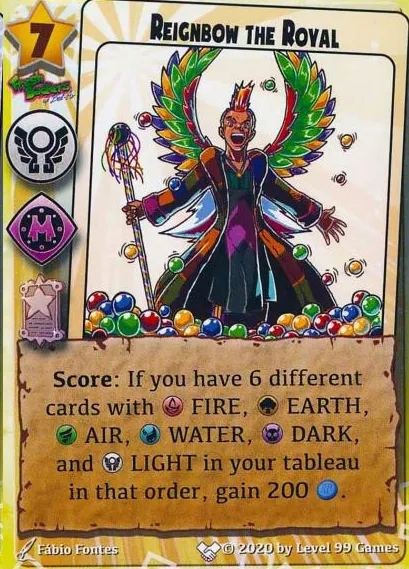 7
REIGNBOW THE ROYAL
M
Score: If you have 6 different
cards with FIRE, EARTH,
AIR, WATER, DARK,
and LIGHT in your tableau
in that order, gain 200 .
Fábio Fontes
© 2020 by Level 99 Games